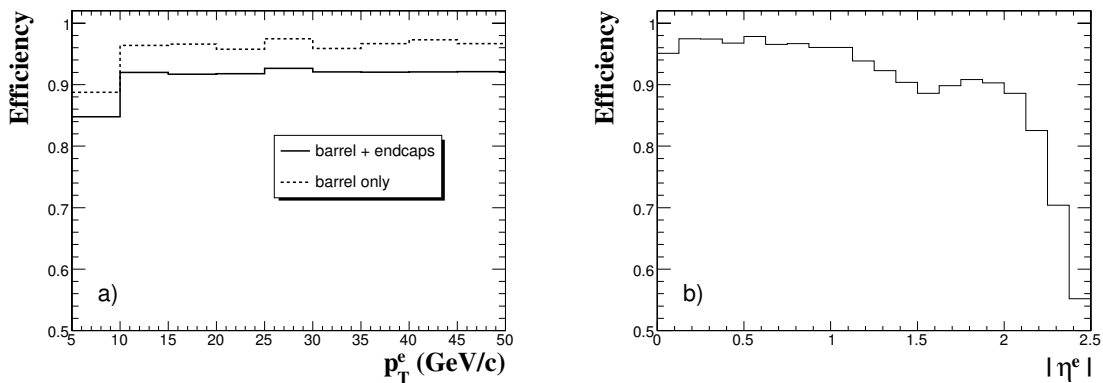 Efficiency
1
0.9
0.8
0.7
0.6
0.5
barrel + endcaps
barrel only
a)
5 10 15 20 25 30 35 40 45 50
p_T^e (GeV/c)
Efficiency
1
0.9
0.8
0.7
0.6
0.5
b)
0 0.5 1 1.5 2 2.5
| η^e |